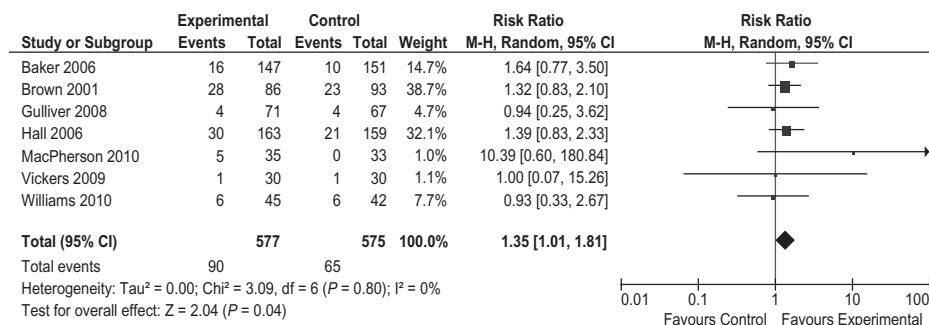 Experimental Control Risk Ratio Risk Ratio
Study or Subgroup Events Total Events Total Weight M-H, Random, 95% CI M-H, Random, 95% CI
Baker 2006 16 147 10 151 14.7% 1.64 [0.77, 3.50]
Brown 2001 28 86 23 93 38.7% 1.32 [0.83, 2.10]
Gulliver 2008 4 71 4 67 4.7% 0.94 [0.25, 3.62]
Hall 2006 30 163 21 159 32.1% 1.39 [0.83, 2.33]
MacPherson 2010 5 35 0 33 1.0% 10.39 [0.60, 180.84]
Vickers 2009 1 30 1 30 1.1% 1.00 [0.07, 15.26]
Williams 2010 6 45 6 42 7.7% 0.93 [0.33, 2.67]
Total (95% CI) 577 575 100.0% 1.35 [1.01, 1.81]
Total events 90 65
Heterogeneity: Tau² = 0.00; Chi² = 3.09, df = 6 (P = 0.80); I² = 0%
Test for overall effect: Z = 2.04 (P = 0.04)
0.01 0.1 1 10 100
Favours Control Favours Experimental